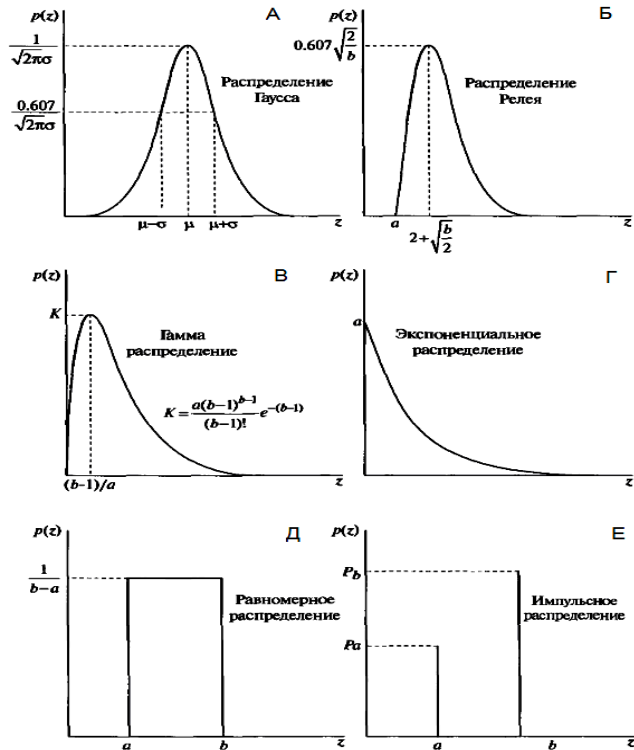 p(z)
А
1/√2πσ
0.607/√2πσ
Распределение
Гаусса
μ−σ μ μ+σ z
p(z)
Б
0.607√2/b
Распределение
Релея
a z
2+√b/2
p(z)
В
K
Гамма
распределение
K = a(b−1)^b−1/(b−1)! e^−(b−1)
(b-1)/a z
p(z)
Г
a
Экспоненциальное
распределение
z
p(z)
Д
1/b−a
Равномерное
распределение
a b z
p(z)
Е
Pb
Импульсное
распределение
Pa
a b z